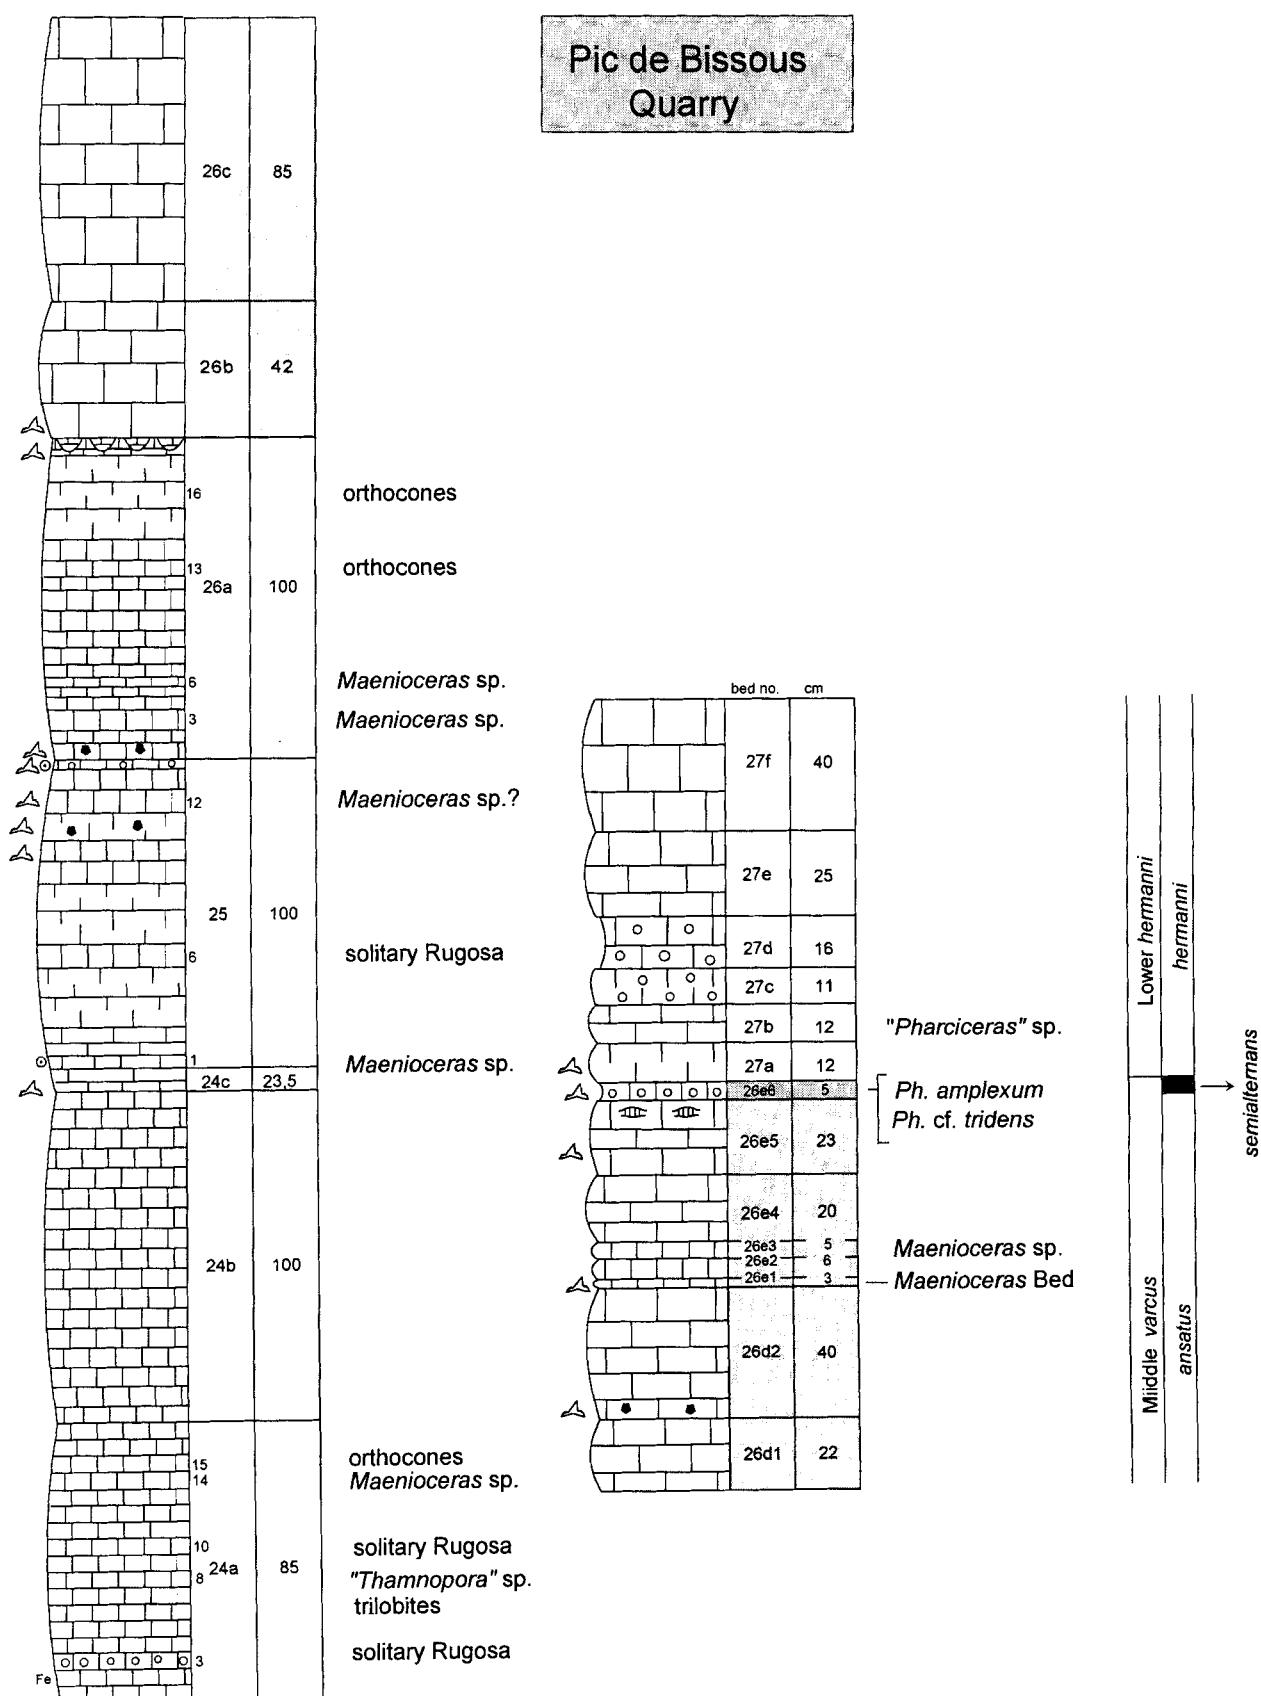 Pic de Bissous
Quarry
26c 85
26b 42
16 orthocones
13 orthocones
26a 100
6 Maenioceras sp.
3 Maenioceras sp.
12 Maenioceras sp.?
25 100
6 solitary Rugosa
1 Maenioceras sp.
24c 23,5
24b 100
15 orthocones
14 Maenioceras sp.
10 solitary Rugosa
24a 85
8 "Thamnopora" sp.
trilobites
3 solitary Rugosa
Fe
bed no. cm
27f 40
27e 25
27d 16
27c 11
27b 12 "Pharciceras" sp.
27a 12
26e6 5 Ph. amplexum
Ph. cf. tridens
26e5 23
26e4 20
26e3 5 Maenioceras sp.
26e2 6
26e1 3 Maenioceras Bed
26d2 40
26d1 22
Lower hermanni
hermanni
semialternans
Miiddle varcus
ansatus